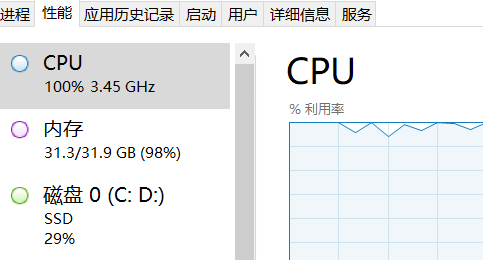 进程 性能 应用历史记录 启动 用户 详细信息 服务
CPU
100% 3.45 GHz
内存
31.3/31.9 GB (98%)
磁盘 0 (C: D:)
SSD
29%
CPU
% 利用率